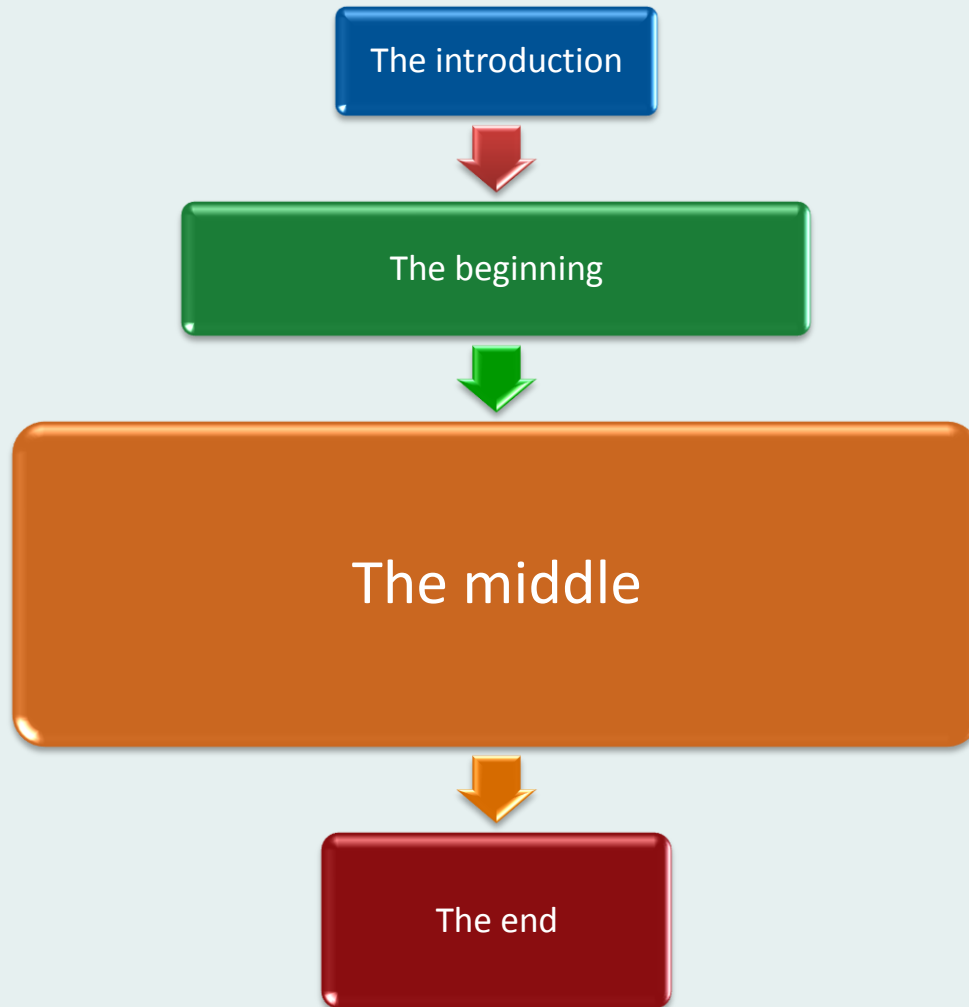 The introduction
The beginning
The middle
The end